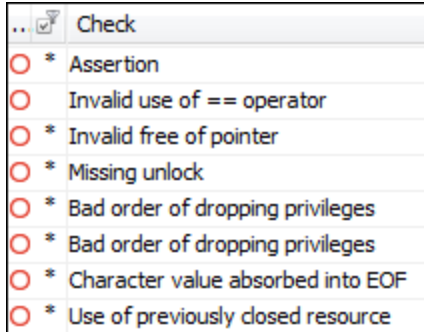 ... Check
* Assertion
Invalid use of == operator
* Invalid free of pointer
* Missing unlock
* Bad order of dropping privileges
* Bad order of dropping privileges
* Character value absorbed into EOF
* Use of previously closed resource